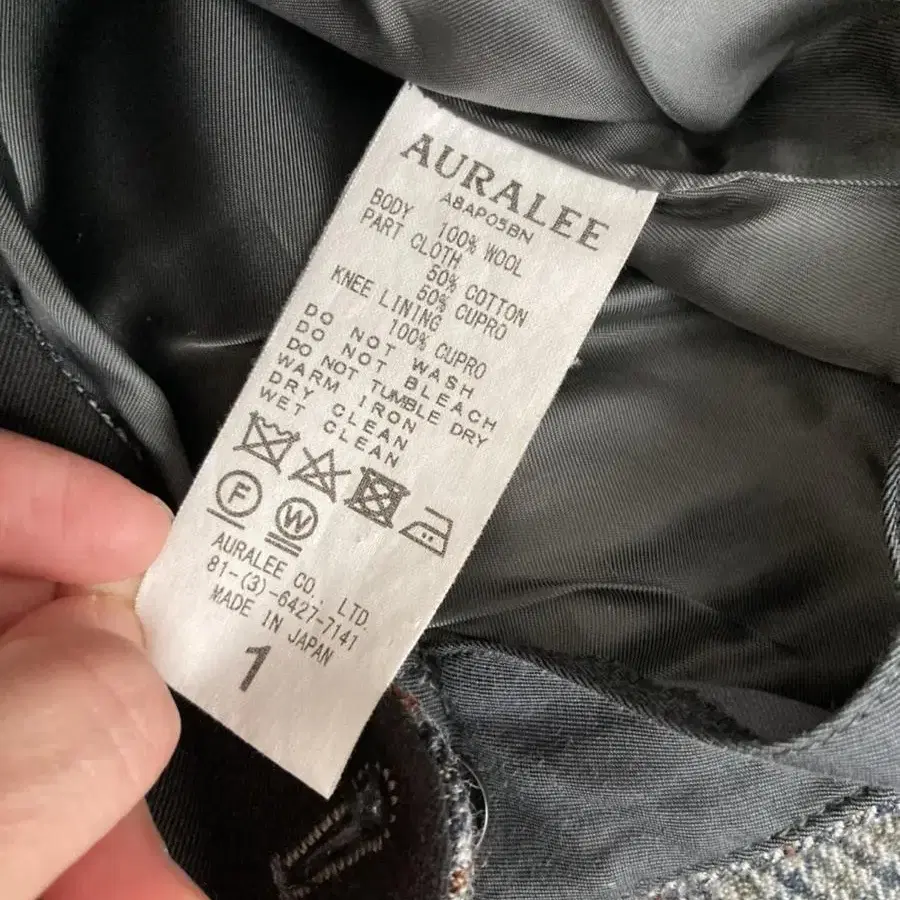 AURALEE
A8AP05BN
BODY
100% WOOL
PART CLOTH
50% COTTON
50% CUPRO
KNEE LINING
100% CUPRO
DO NOT WASH
DO NOT BLEACH
DO NOT TUMBLE DRY
WARM IRON
DRY CLEAN
WET CLEAN
F
W
AURALEE CO., LTD.
81-(3)-6427-7141
MADE IN JAPAN
1